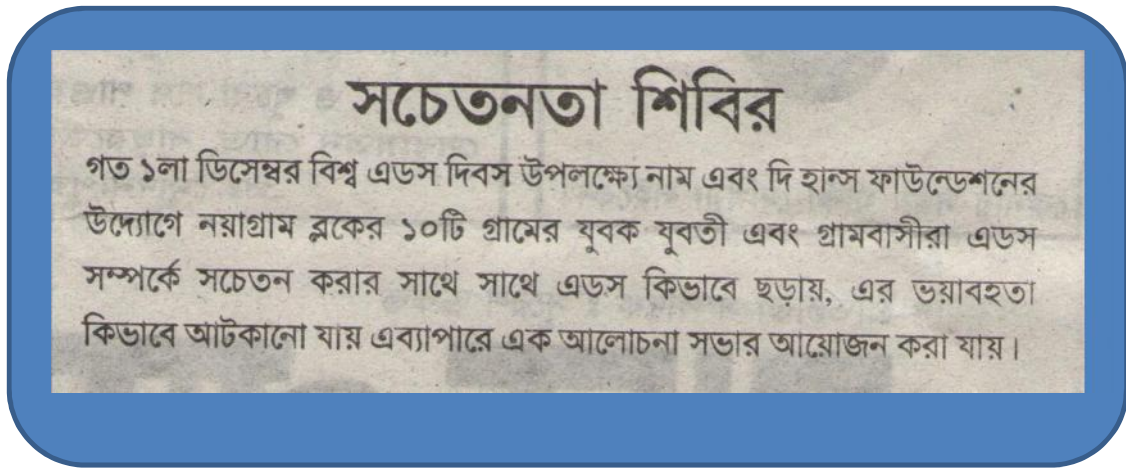 সচেতনতা শিবির
গত ১লা ডিসেম্বর বিশ্ব এডস দিবস উপলক্ষ্যে নাম এবং দি হান্স ফাউন্ডেশনের
উদ্যোগে নয়াগ্রাম ব্লকের ১০টি গ্রামের যুবক যুবতী এবং গ্রামবাসীরা এডস
সম্পর্কে সচেতন করার সাথে সাথে এডস কিভাবে ছড়ায়, এর ভয়াবহতা
কিভাবে আটকানো যায় এব্যাপারে এক আলোচনা সভার আয়োজন করা যায়।